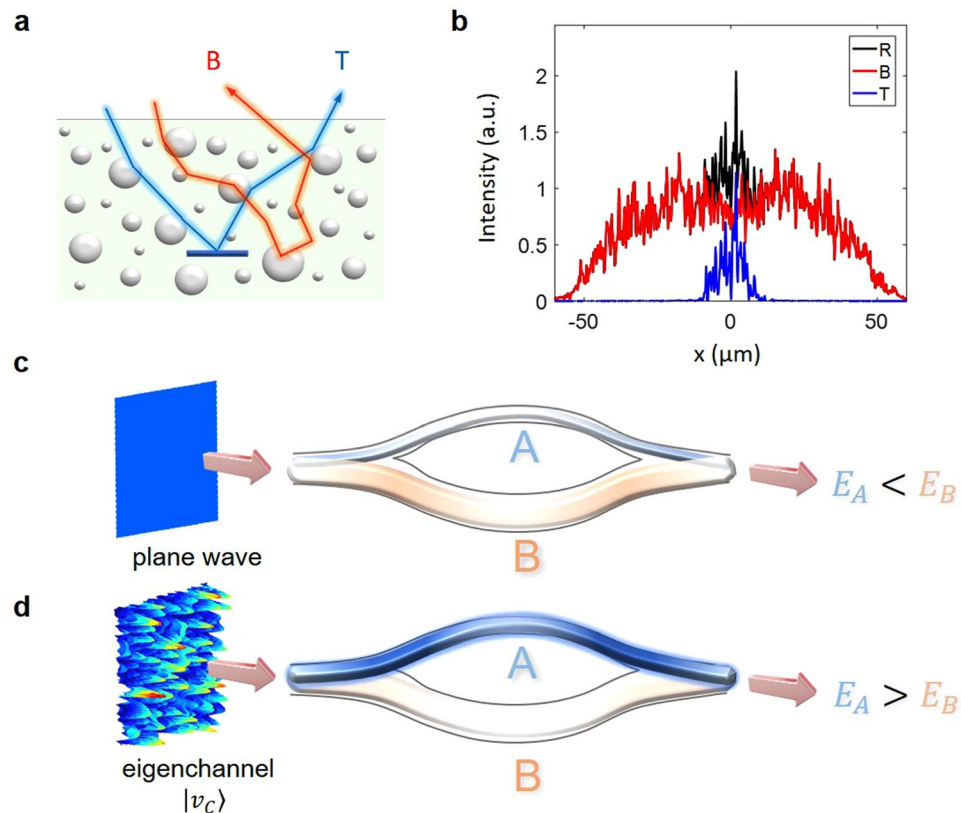 a
B
T
b
Intensity (a.u.)
2
1.5
1
0.5
0
-50
0
50
x (μm)
R
B
T
c
plane wave
A
B
E_A < E_B
d
eigenchannel
|v_C⟩
A
B
E_A > E_B